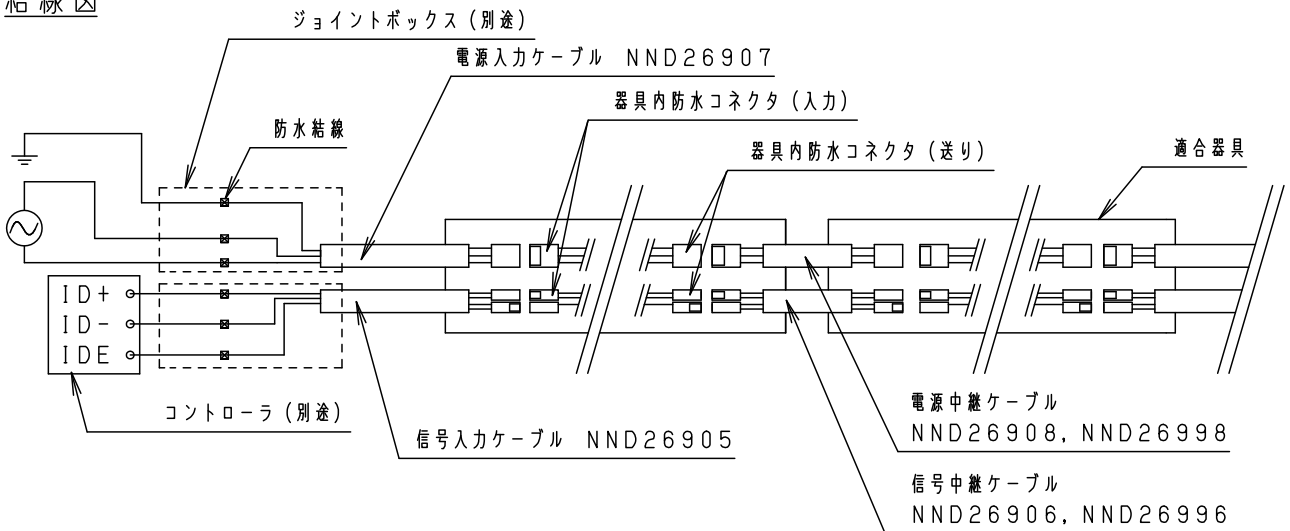 結線図
ジョイントボックス（別途）
電源入力ケーブル　NND26907
器具内防水コネクタ（入力）
防水結線
器具内防水コネクタ（送り）
適合器具
ID+
ID-
IDE
コントローラ（別途）
信号入力ケーブル　NND26905
電源中継ケーブル
NND26908, NND26998
信号中継ケーブル
NND26906, NND26996